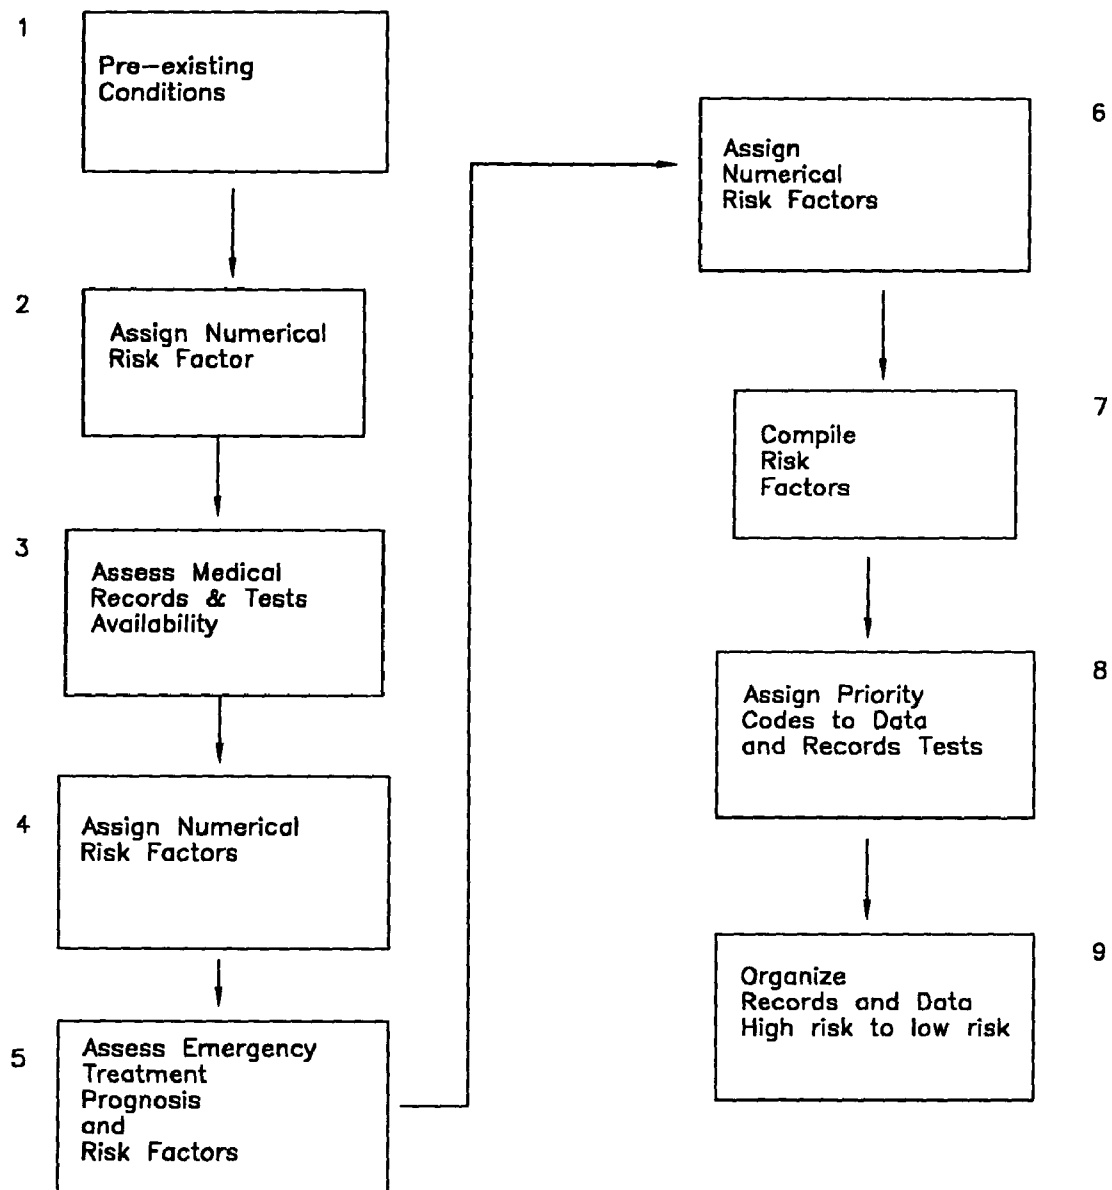 1
Pre-existing
Conditions
2
Assign Numerical
Risk Factor
3
Assess Medical
Records & Tests
Availability
4
Assign Numerical
Risk Factors
5
Assess Emergency
Treatment
Prognosis
and
Risk Factors
6
Assign
Numerical
Risk Factors
7
Compile
Risk
Factors
8
Assign Priority
Codes to Data
and Records Tests
9
Organize
Records and Data
High risk to low risk